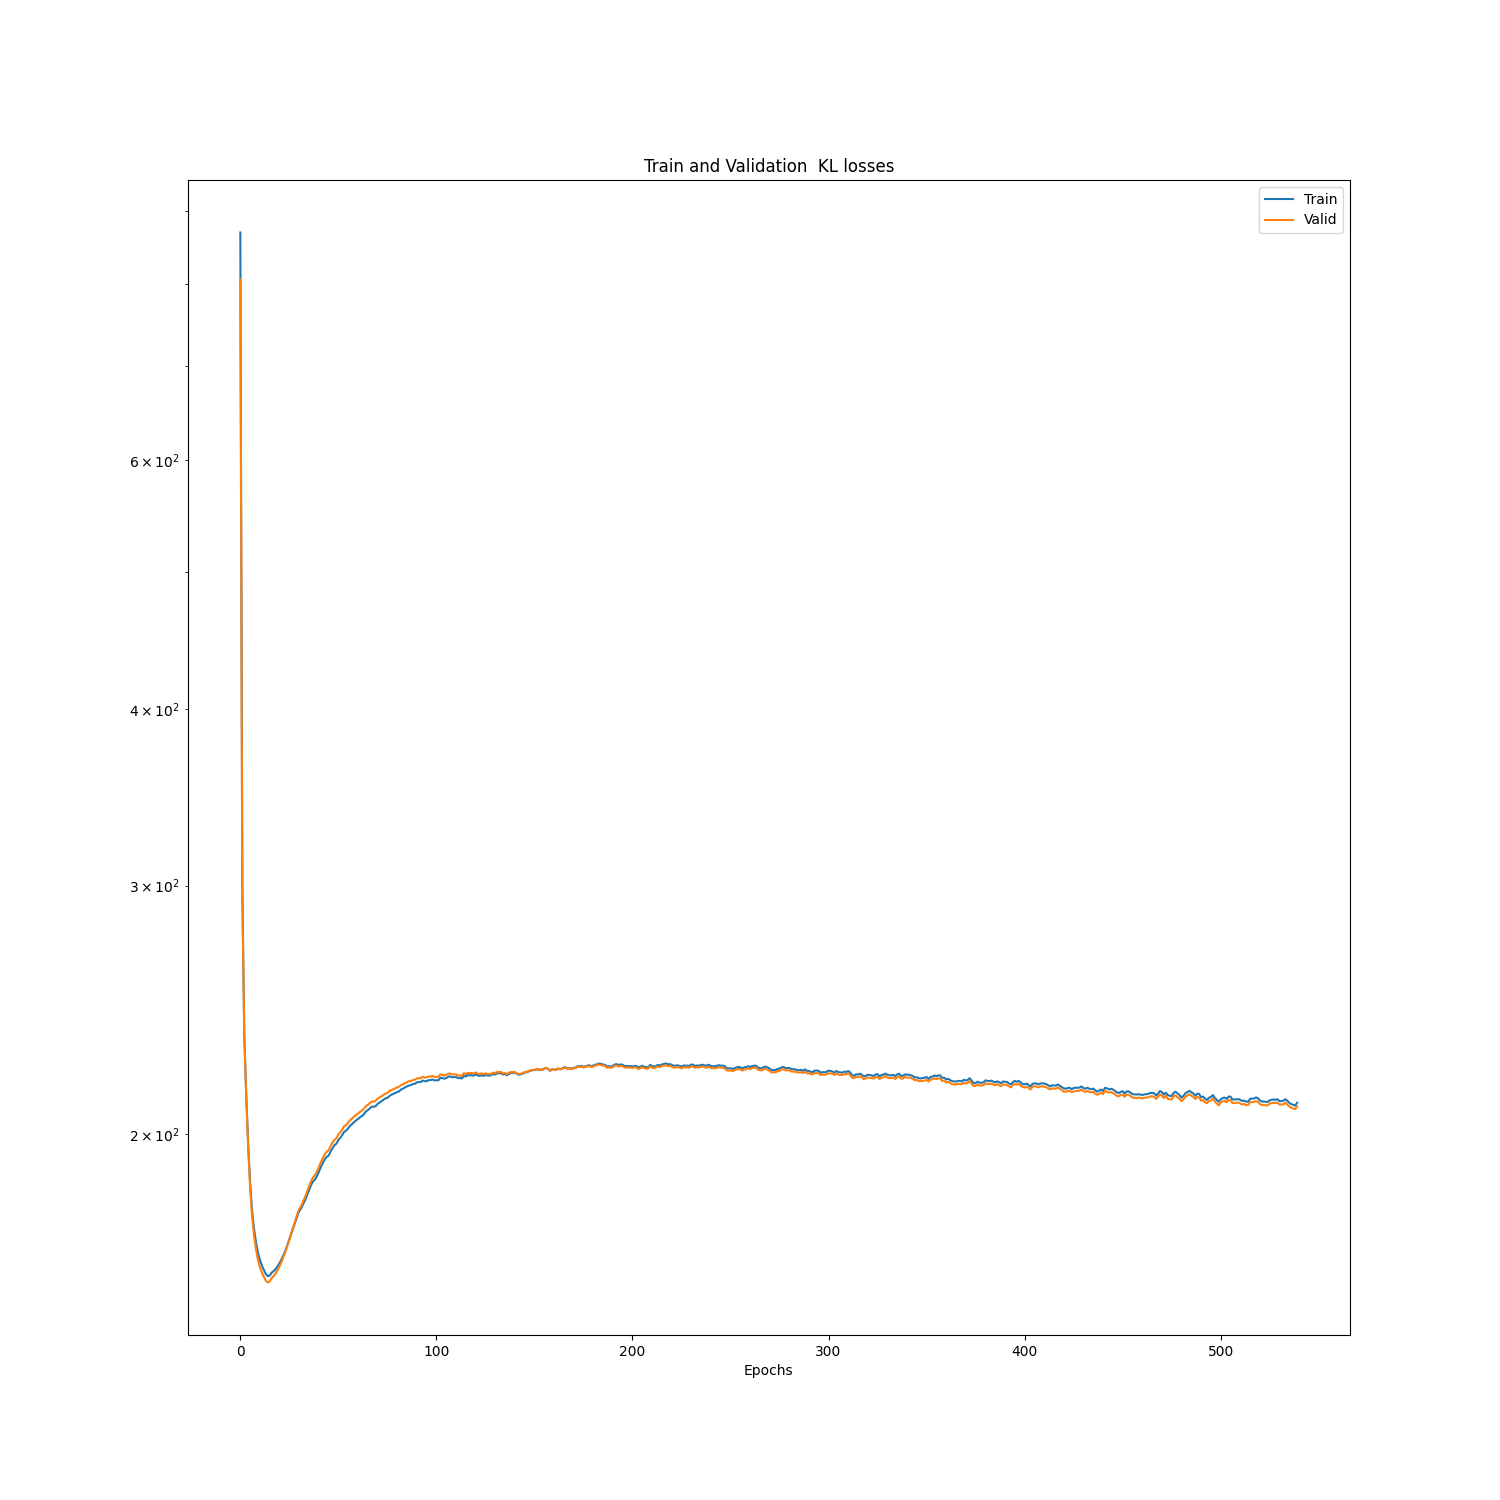 Train and Validation  KL losses
Train
Valid
6 × 10²
4 × 10²
3 × 10²
2 × 10²
0 100 200 300 400 500
Epochs